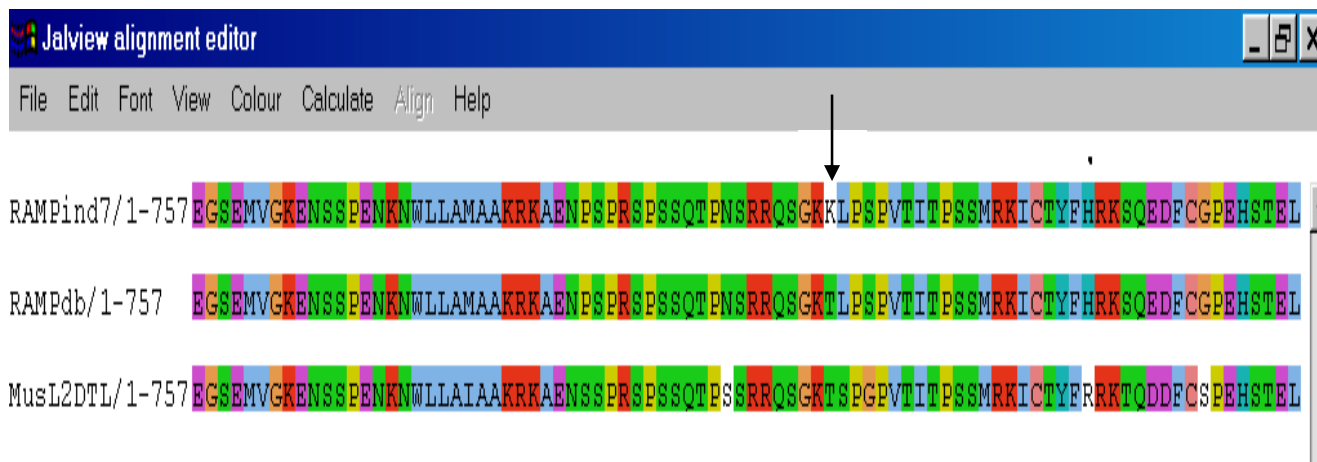 Jalview alignment editor
File Edit Font View Colour Calculate Align Help
RAMPind7/1-757 EGSEMVGKENSSPENKNWLLAMAAKRKAENPSPRSPSSQTPNSRRQSGKKLPSPVTITPSSMRKICTYFHRKSQEDFCGPEHSTEL
RAMPdb/1-757 EGSEMVGKENSSPENKNWLLAMAAKRKAENPSPRSPSSQTPNSRRQSGKTLPSPVTITPSSMRKICTYFHRKSQEDFCGPEHSTEL
MusL2DTL/1-757 EGSEMVGKENSSPENKNWLLAIAAKRKAENSSPRSPSSQTPSSRRQSGKTSPGPVTITPSSMRKICTYFRRKTQDDFCSPEHSTEL